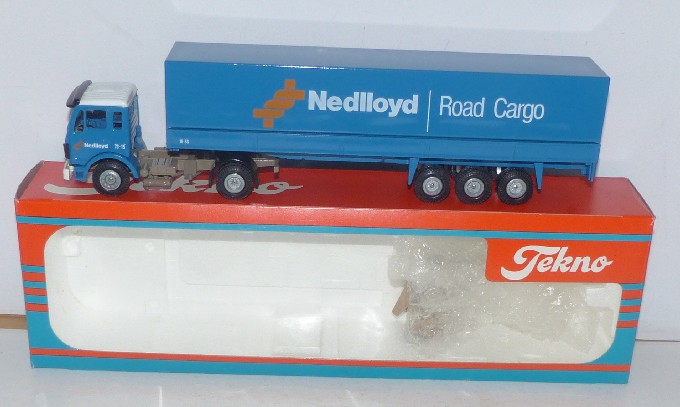 Nedlloyd | Road Cargo
Nedlloyd
Tekno
Tekno